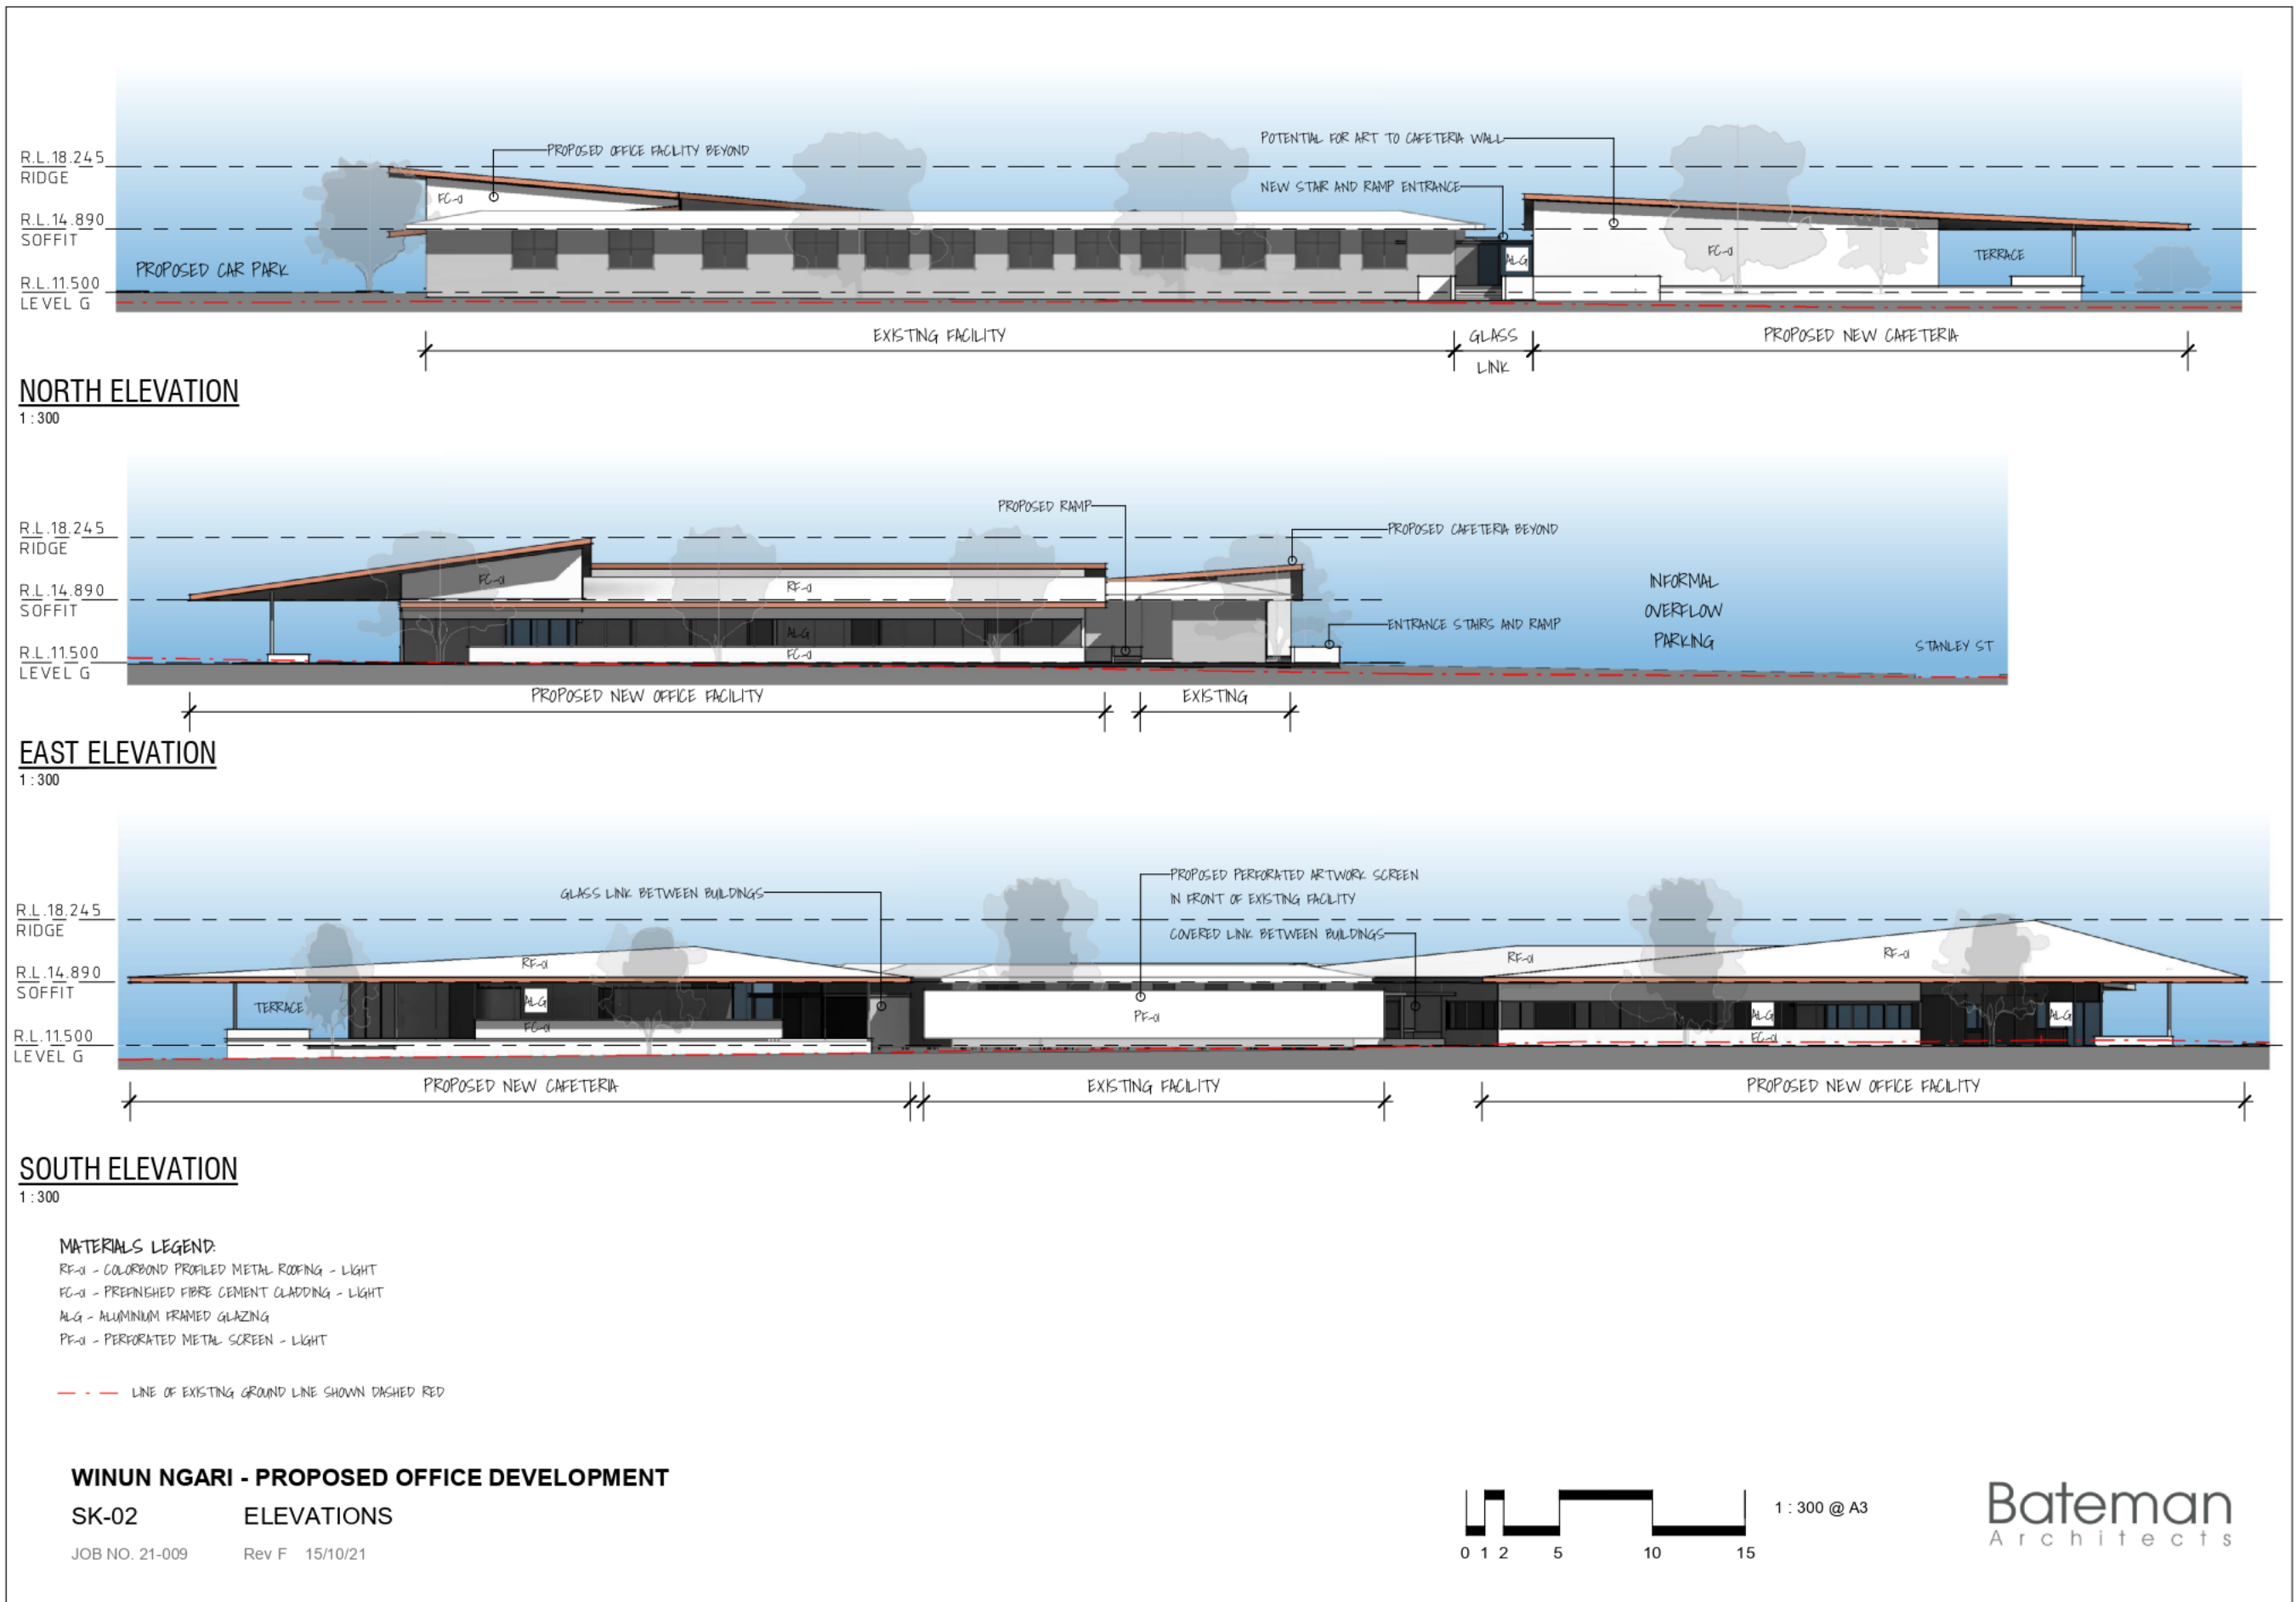 R.L.18.245
RIDGE
R.L.14.890
SOFFIT
R.L.11.500
LEVEL G
PROPOSED CAR PARK
PROPOSED OFFICE FACILITY BEYOND
FC-01
POTENTIAL FOR ART TO CAFETERIA WALL
NEW STAIR AND RAMP ENTRANCE
ALG
FC-01
TERRACE
EXISTING FACILITY
GLASS
LINK
PROPOSED NEW CAFETERIA
NORTH ELEVATION
1 : 300
R.L.18.245
RIDGE
R.L.14.890
SOFFIT
R.L.11.500
LEVEL G
PROPOSED RAMP
PROPOSED CAFETERIA BEYOND
FC-01
RF-01
ALG
FC-01
ENTRANCE STAIRS AND RAMP
INFORMAL
OVERFLOW
PARKING
STANLEY ST
PROPOSED NEW OFFICE FACILITY
EXISTING
EAST ELEVATION
1 : 300
R.L.18.245
RIDGE
R.L.14.890
SOFFIT
R.L.11.500
LEVEL G
GLASS LINK BETWEEN BUILDINGS
PROPOSED PERFORATED ARTWORK SCREEN
IN FRONT OF EXISTING FACILITY
COVERED LINK BETWEEN BUILDINGS
RF-01
TERRACE
ALG
FC-01
PF-01
RF-01
RF-01
ALG
FC-01
ALG
PROPOSED NEW CAFETERIA
EXISTING FACILITY
PROPOSED NEW OFFICE FACILITY
SOUTH ELEVATION
1 : 300
MATERIALS LEGEND:
RF-01 - COLORBOND PROFILED METAL ROOFING - LIGHT
FC-01 - PREFINISHED FIBRE CEMENT CLADDING - LIGHT
ALG - ALUMINIUM FRAMED GLAZING
PF-01 - PERFORATED METAL SCREEN - LIGHT
LINE OF EXISTING GROUND LINE SHOWN DASHED RED
WINUN NGARI - PROPOSED OFFICE DEVELOPMENT
SK-02 ELEVATIONS
JOB NO. 21-009 Rev F 15/10/21
0 1 2 5 10 15
1 : 300 @ A3
Bateman
Architects